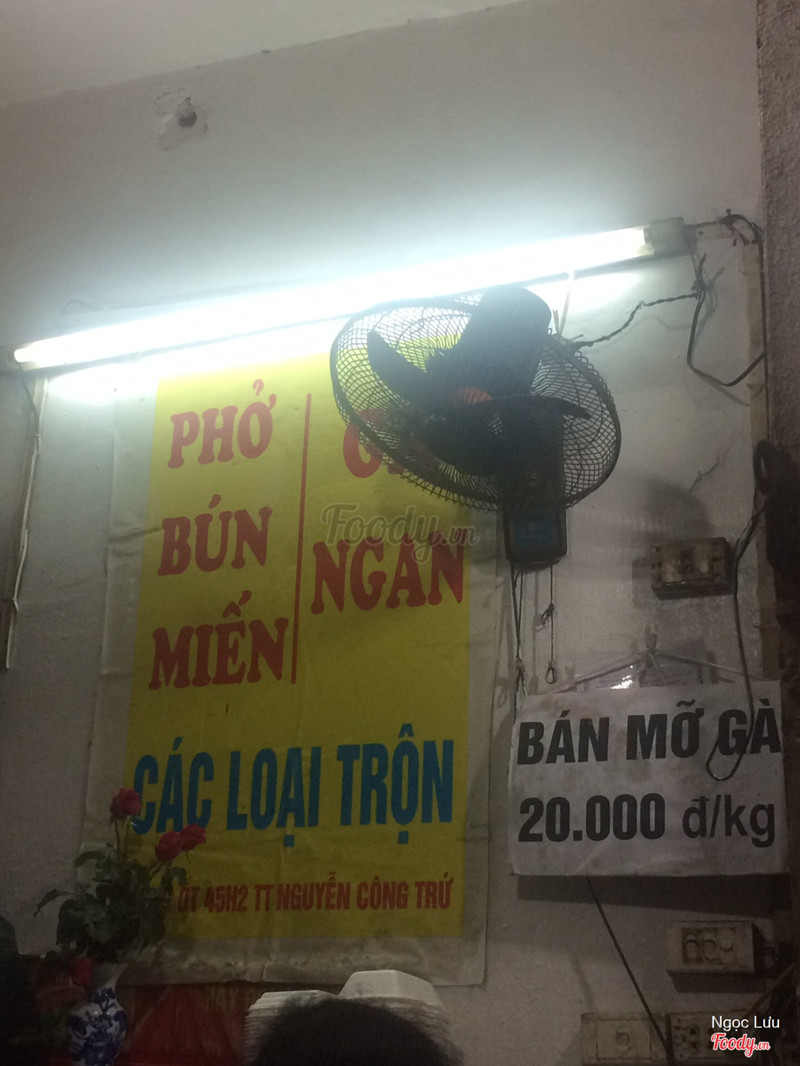 PHỞ
BÚN
MIẾN
NGAN
CÁC LOẠI TRỘN
ĐT 45H2 TT NGUYỄN CÔNG TRỨ
BÁN MỠ GÀ
20.000 đ/kg
Foody.vn
Ngọc Lưu
Foody.vn